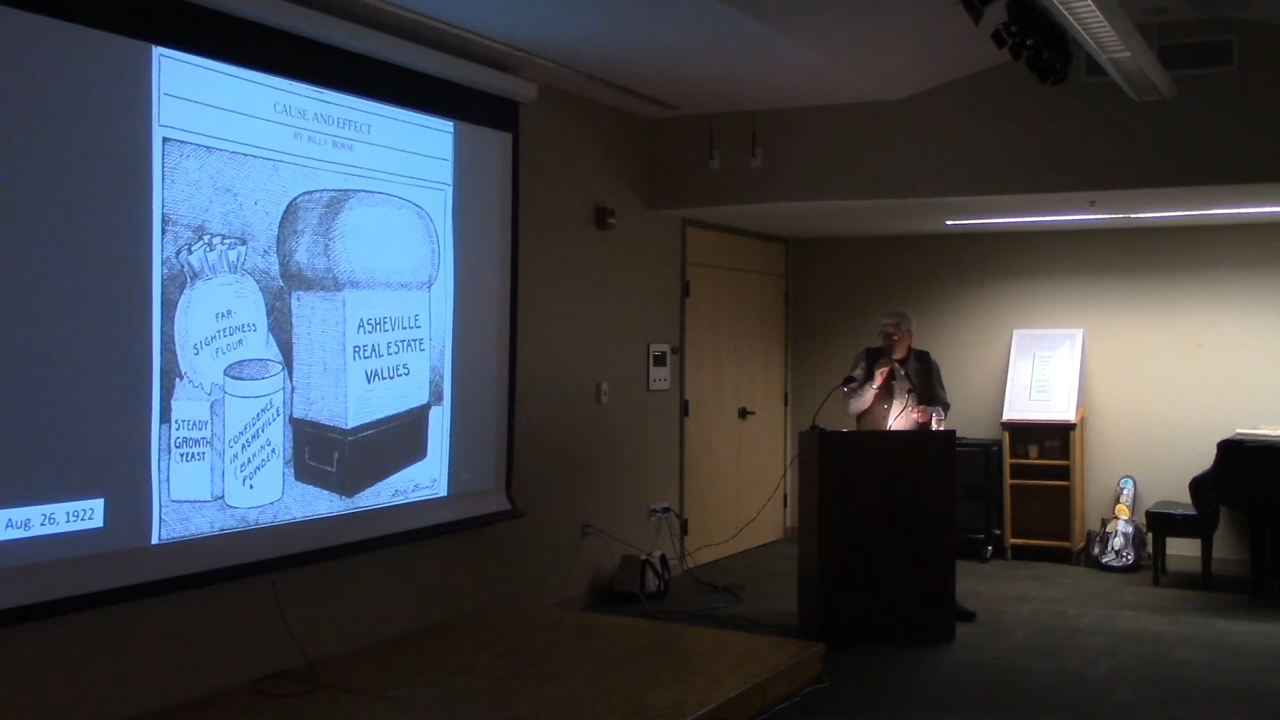 CAUSE AND EFFECT
BY BILLY BORNE
FAR-
SIGHTEDNESS
(FLOUR)
ASHEVILLE
REAL ESTATE
VALUES
STEADY
GROWTH
(YEAST)
CONFIDENCE
IN ASHEVILLE
(BAKING
POWDER)
Aug. 26, 1922